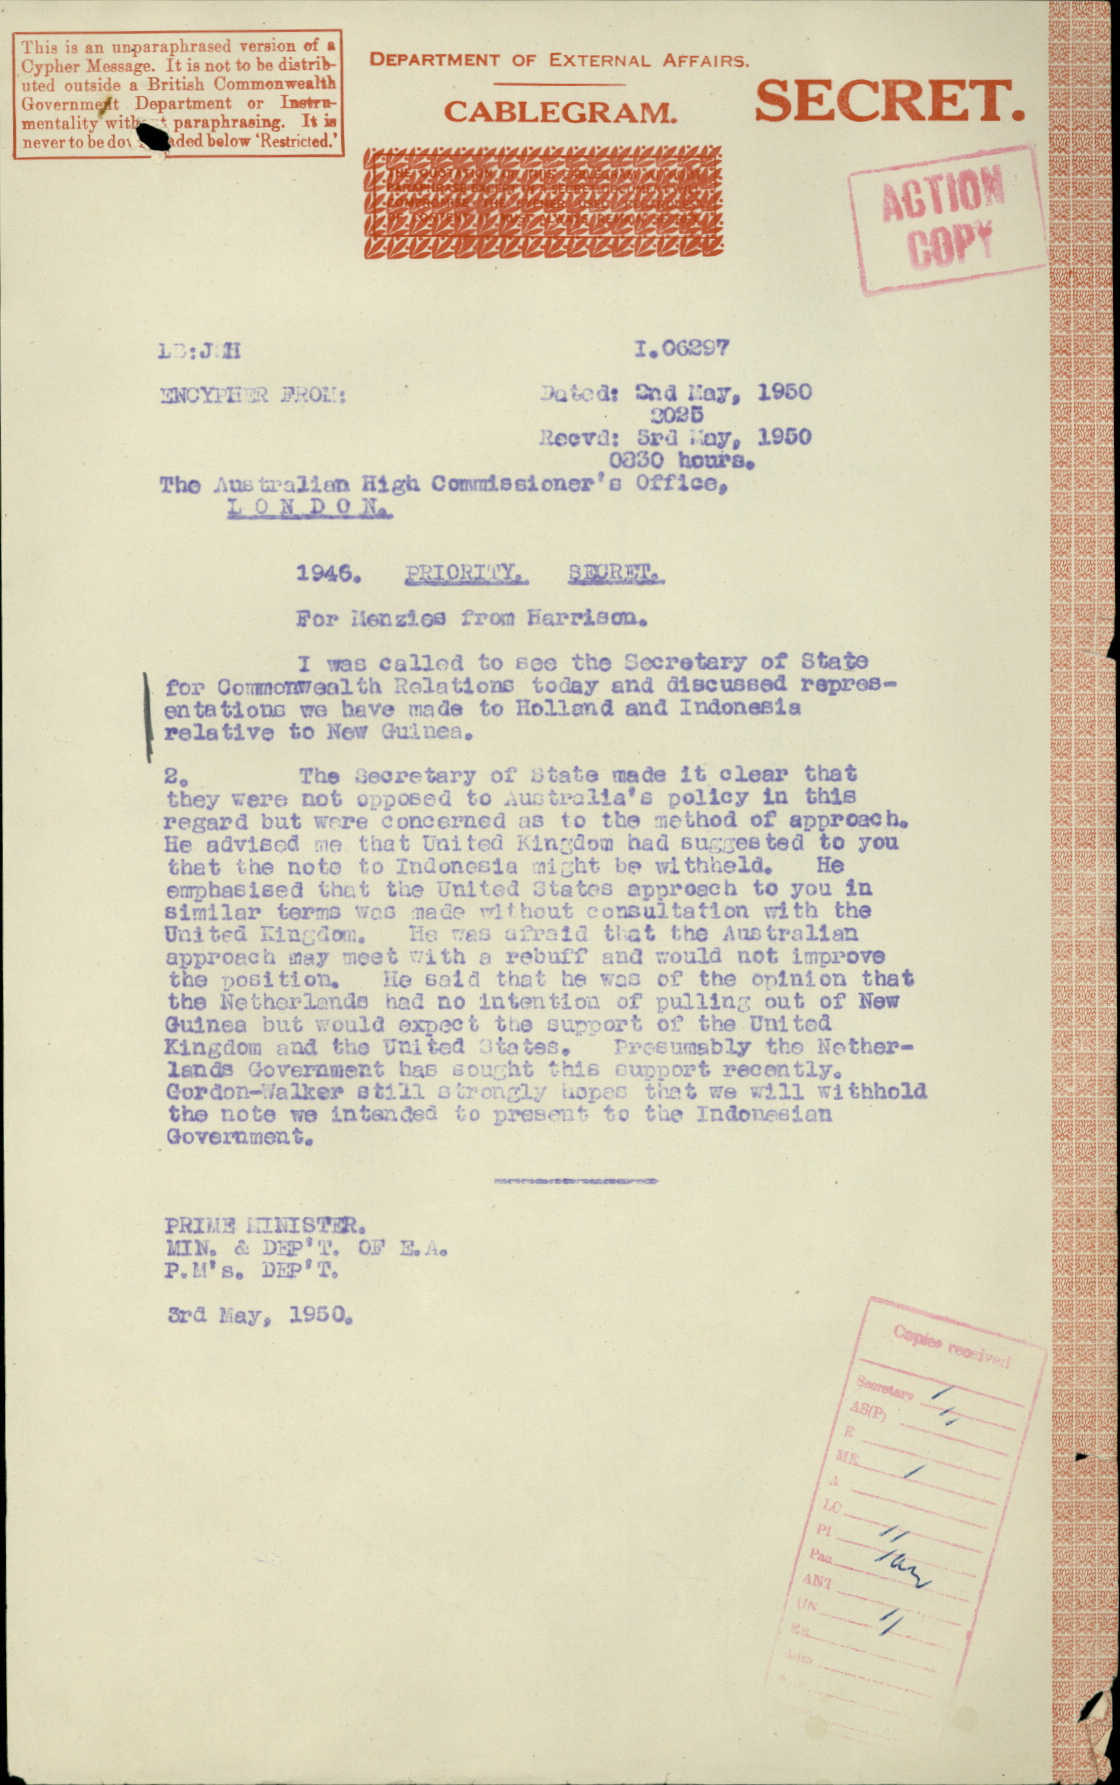 This is an unparaphrased version of a
Cypher Message. It is not to be distrib-
uted outside a British Commonwealth
Government Department or Instru-
mentality without paraphrasing. It is
never to be downgraded below 'Restricted.'
DEPARTMENT OF EXTERNAL AFFAIRS.
CABLEGRAM.
SECRET.
ACTION
COPY
I.06297
ENCYPHER FROM:
Dated: 2nd May, 1950
2025
Recvd: 3rd May, 1950
0830 hours.
The Australian High Commissioner's Office,
LONDON.
1946. PRIORITY. SECRET.
For Menzies from Harrison.
I was called to see the Secretary of State
for Commonwealth Relations today and discussed repres-
entations we have made to Holland and Indonesia
relative to New Guinea.
2. The Secretary of State made it clear that
they were not opposed to Australia's policy in this
regard but were concerned as to the method of approach.
He advised me that United Kingdom had suggested to you
that the note to Indonesia might be withheld. He
emphasised that the United States approach to you in
similar terms was made without consultation with the
United Kingdom. He was afraid that the Australian
approach may meet with a rebuff and would not improve
the position. He said that he was of the opinion that
the Netherlands had no intention of pulling out of New
Guinea but would expect the support of the United
Kingdom and the United States. Presumably the Nether-
lands Government has sought this support recently.
Gordon-Walker still strongly hopes that we will withhold
the note we intended to present to the Indonesian
Government.
PRIME MINISTER.
MIN. & DEP'T. OF E.A.
P.M's. DEP'T.
3rd May, 1950.
Copies received
Secretary
AS(P)
E
ME
A
LC
PI
Pac
ANT
UN